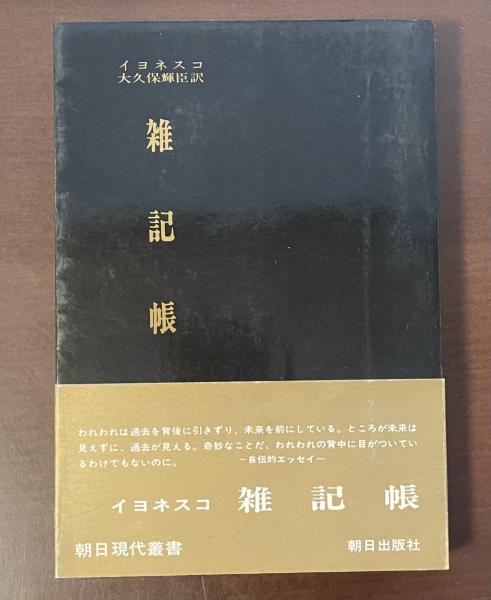 イヨネスコ
大久保輝臣訳
雑記帳
われわれは過去を背後に引きずり、未来を前にしている。ところが未来は
見えずに、過去が見える。奇妙なことだ、われわれの背中に目がついてい
るわけでもないのに。 —自伝的エッセイ—
イヨネスコ 雑記帳
朝日現代叢書 朝日出版社